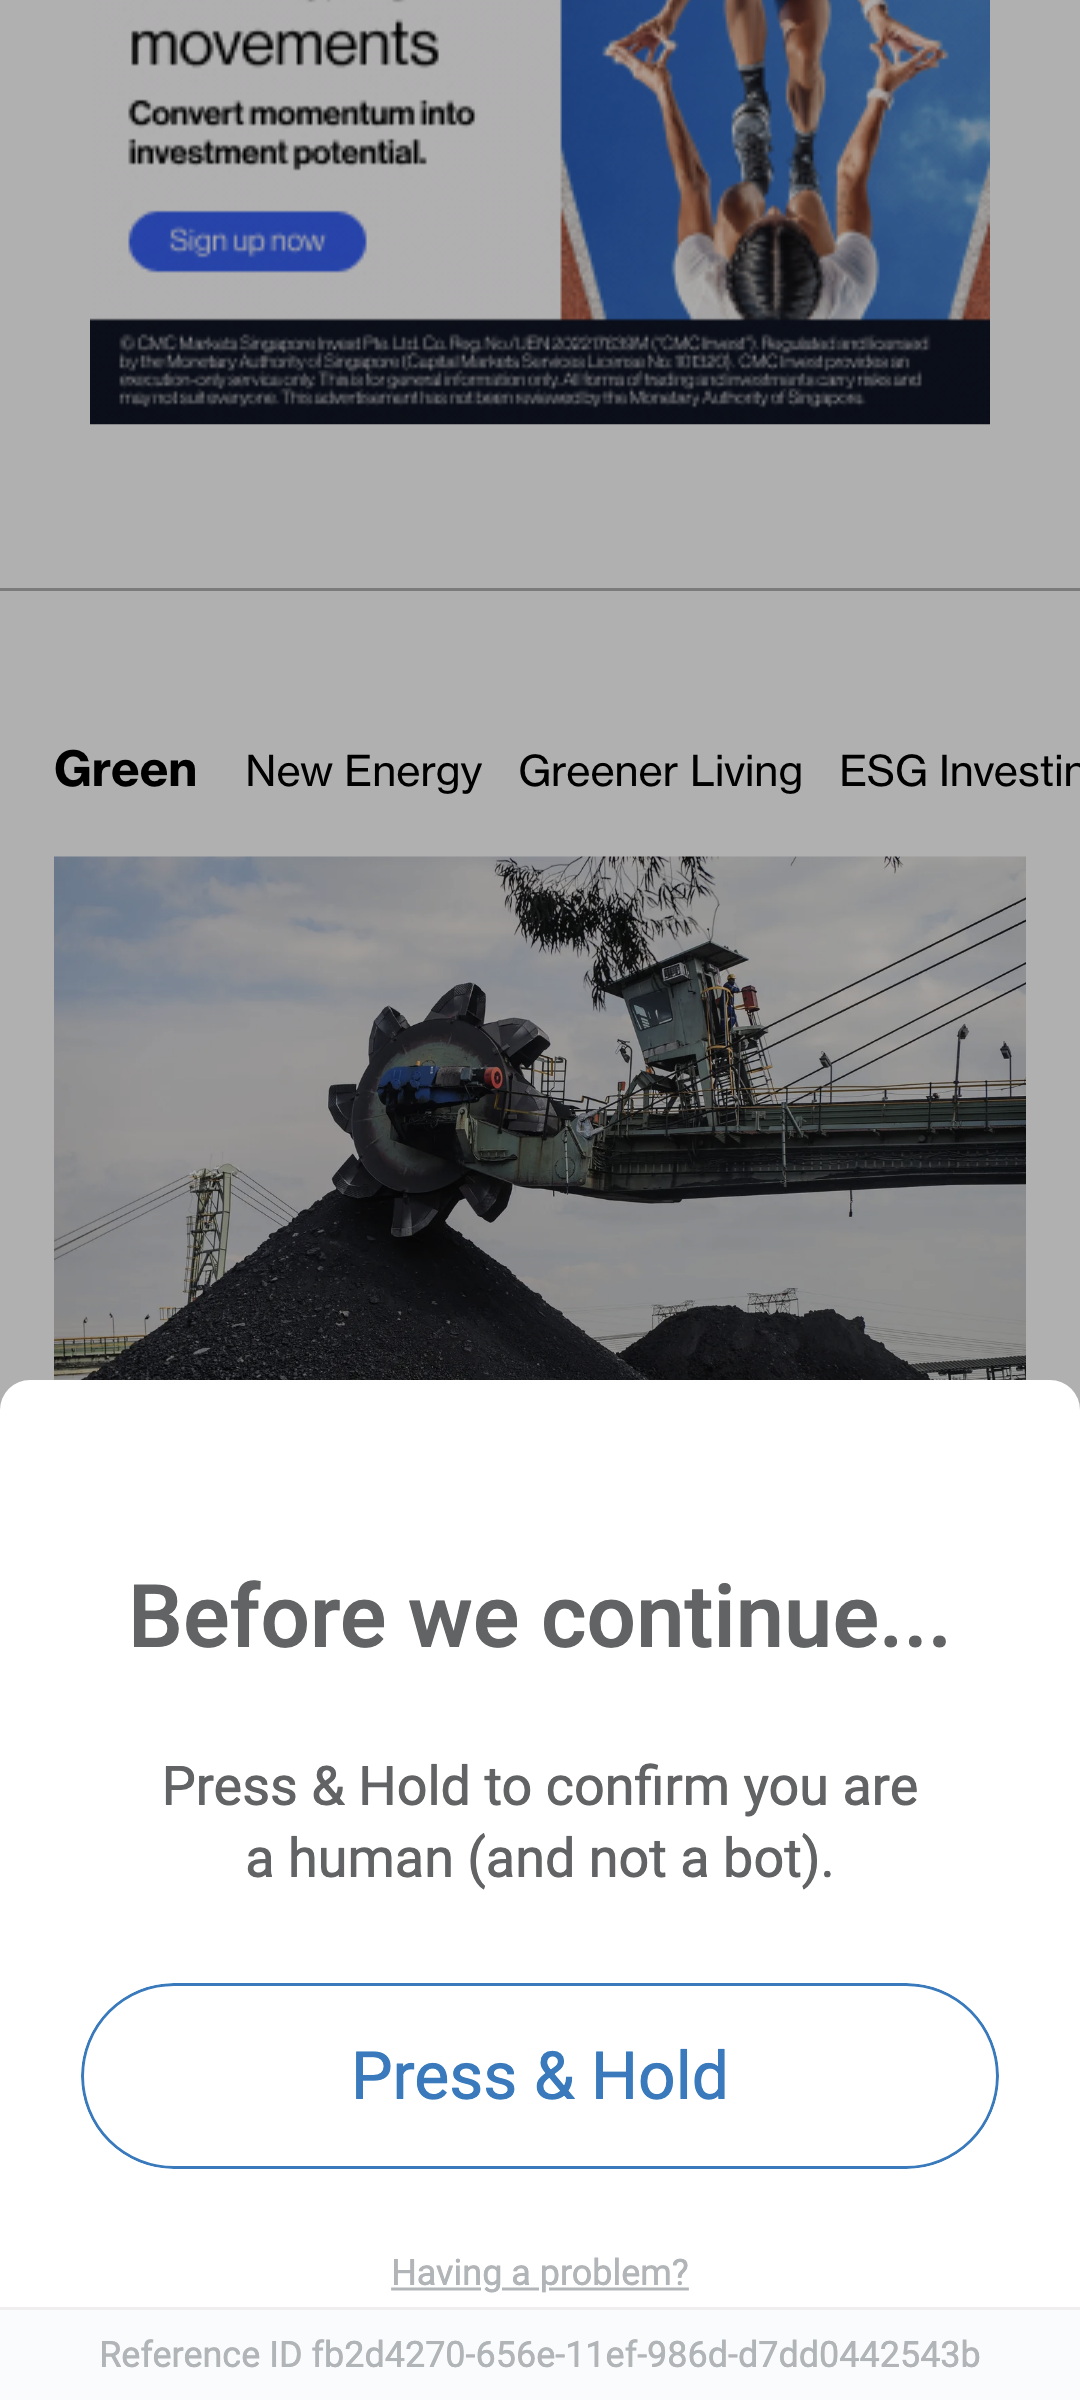 movements
Convert momentum into
investment potential.
Sign up now
© CMC Markets Singapore Invest Pte. Ltd. Co. Reg. No./UEN ("CMC Invest"). Regulated and licensed
by the Monetary Authority of Singapore (Capital Markets Services License No. CMC Invest provides an
execution-only service only. This is for general information only. All forms of trading and investments carry risks and
may not suit everyone. This advertisement has not been reviewed by the Monetary Authority of Singapore.
Green New Energy Greener Living ESG Investin
Before we continue...
Press & Hold to confirm you are
a human (and not a bot).
Press & Hold
Having a problem?
Reference ID fb2d4270-656e-11ef-986d-d7dd0442543b